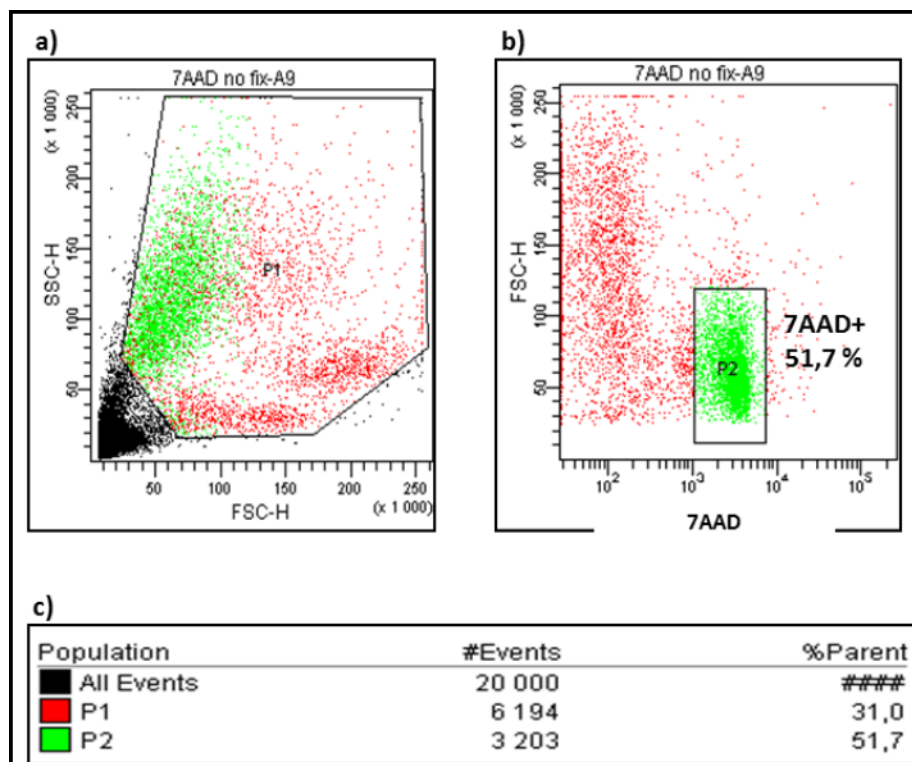 a)
7AAD no fix-A9
(x 1 000)
250
200
150
100
50
SSC-H
P1
50 100 150 200 250
FSC-H
(x 1 000)
b)
7AAD no fix-A9
(x 1 000)
250
200
150
100
50
FSC-H
P2
7AAD+
51,7 %
10² 10³ 10⁴ 10⁵
7AAD
c)
Population #Events %Parent
All Events 20 000 ####
P1 6 194 31,0
P2 3 203 51,7